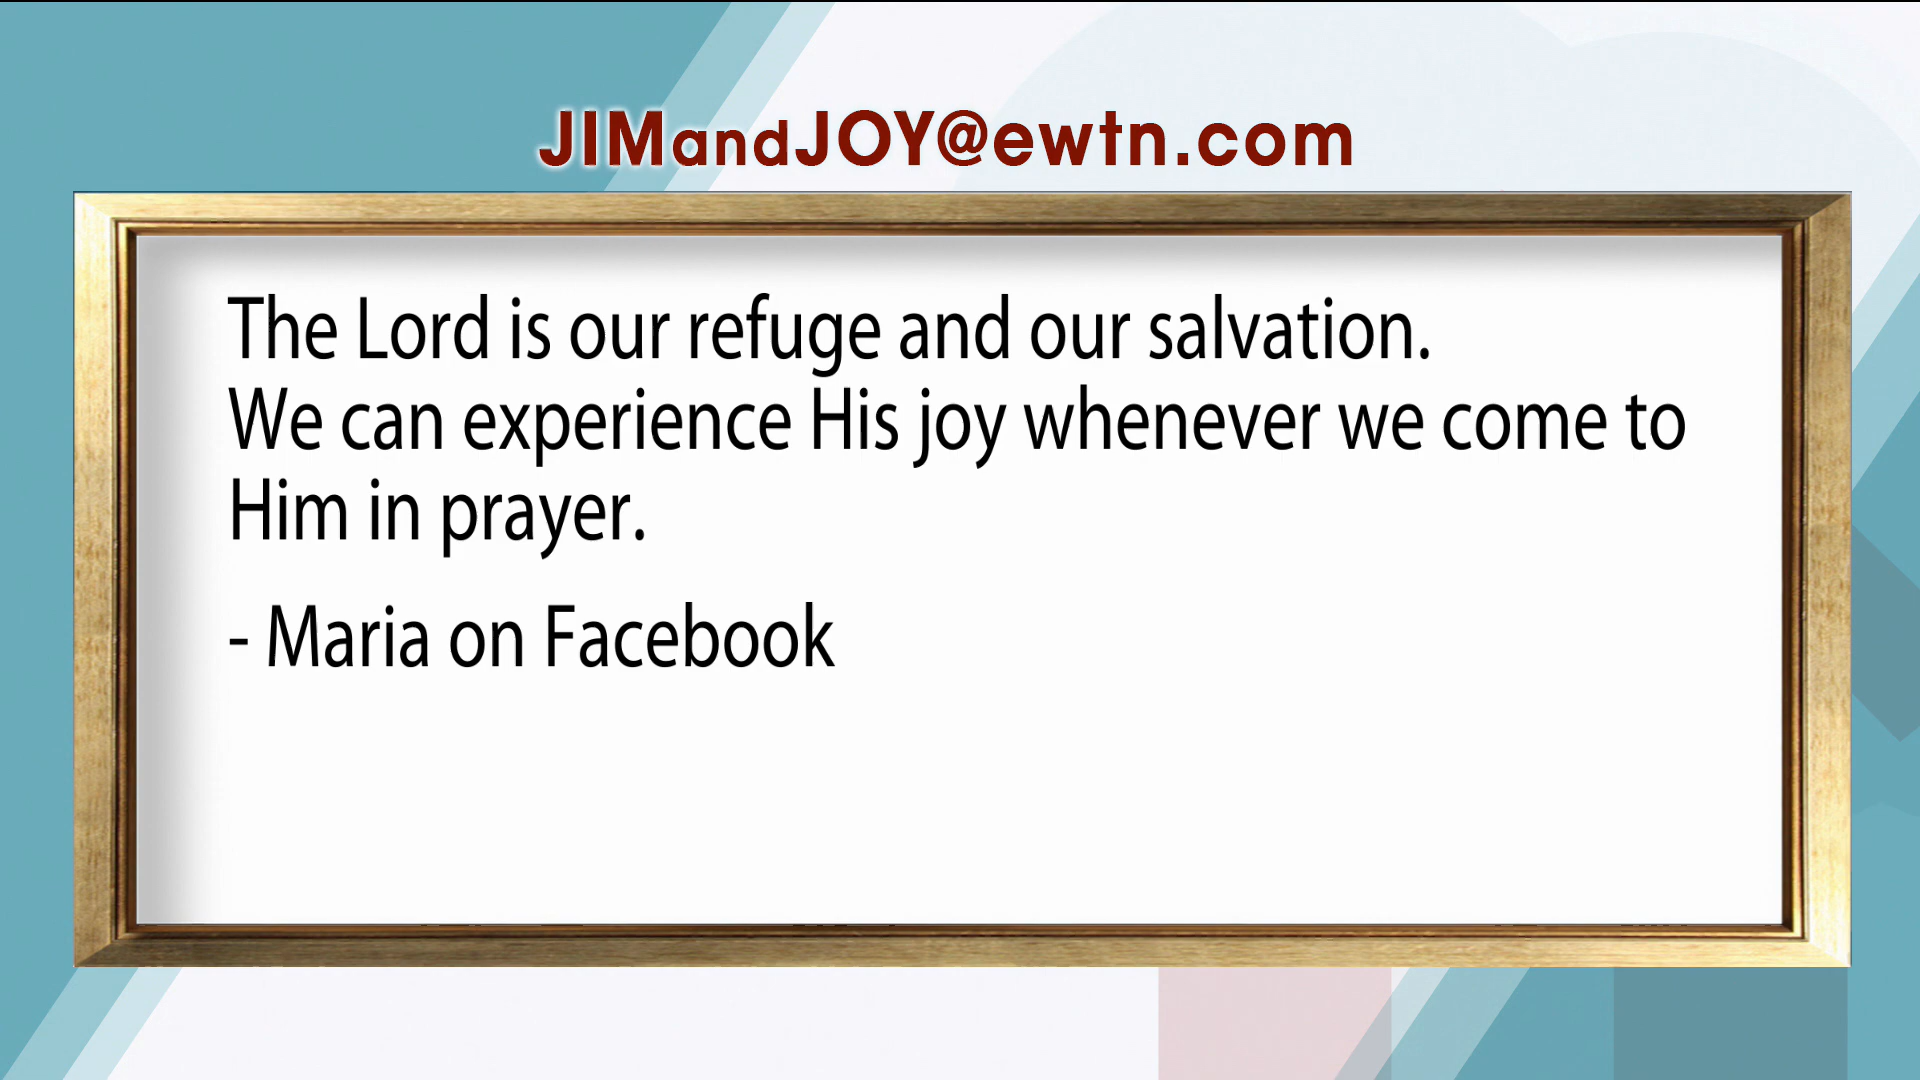 JIMandJOY@ewtn.com
The Lord is our refuge and our salvation.
We can experience His joy whenever we come to
Him in prayer.
- Maria on Facebook